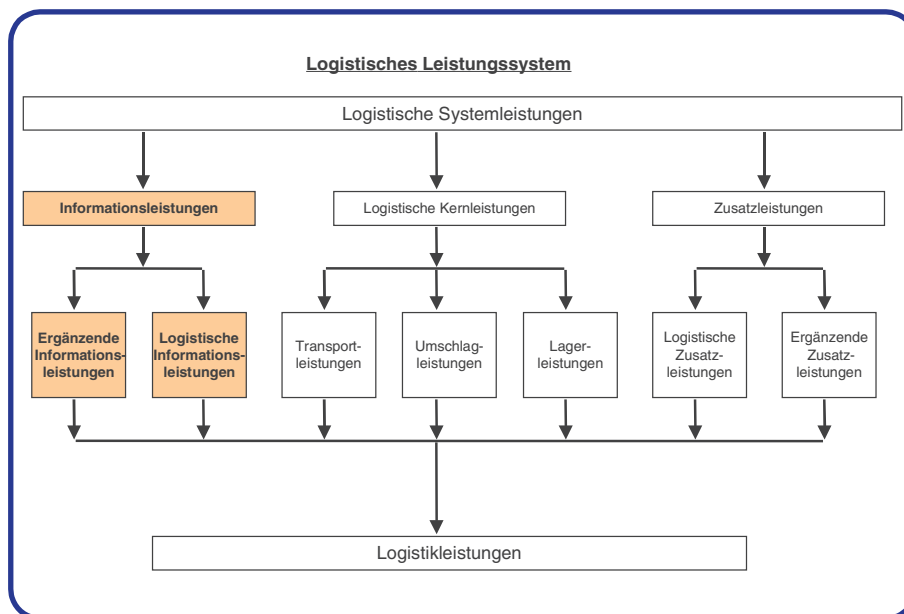 Logistisches Leistungssystem
Logistische Systemleistungen
Informationsleistungen
Logistische Kernleistungen
Zusatzleistungen
Ergänzende
Informations-
leistungen
Logistische
Informations-
leistungen
Transport-
leistungen
Umschlag-
leistungen
Lager-
leistungen
Logistische
Zusatz-
leistungen
Ergänzende
Zusatz-
leistungen
Logistikleistungen